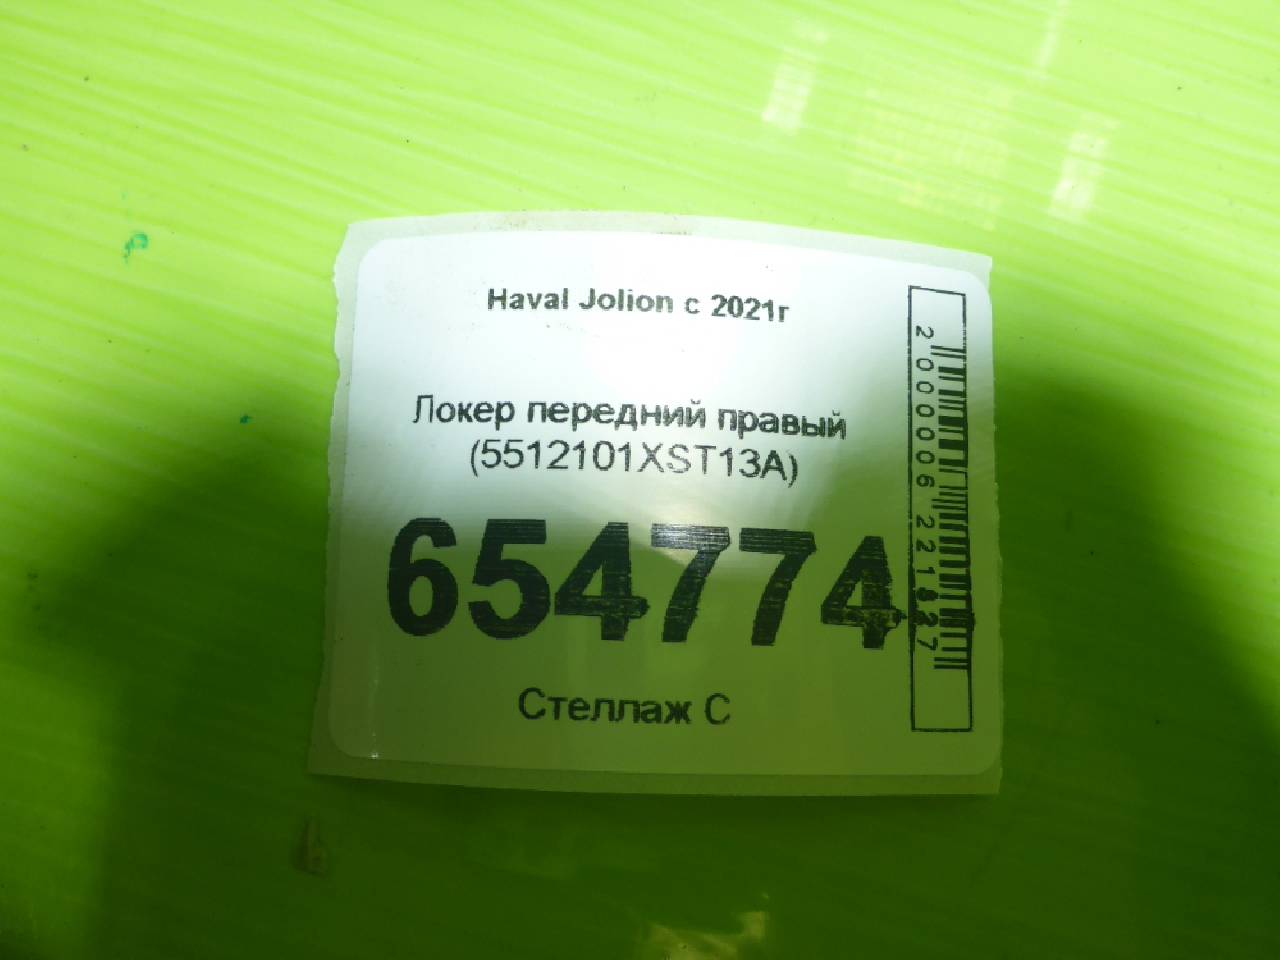 Haval Jolion с 2021г
Локер передний правый
(5512101XST13A)
654774
Стеллаж С
2000006221827